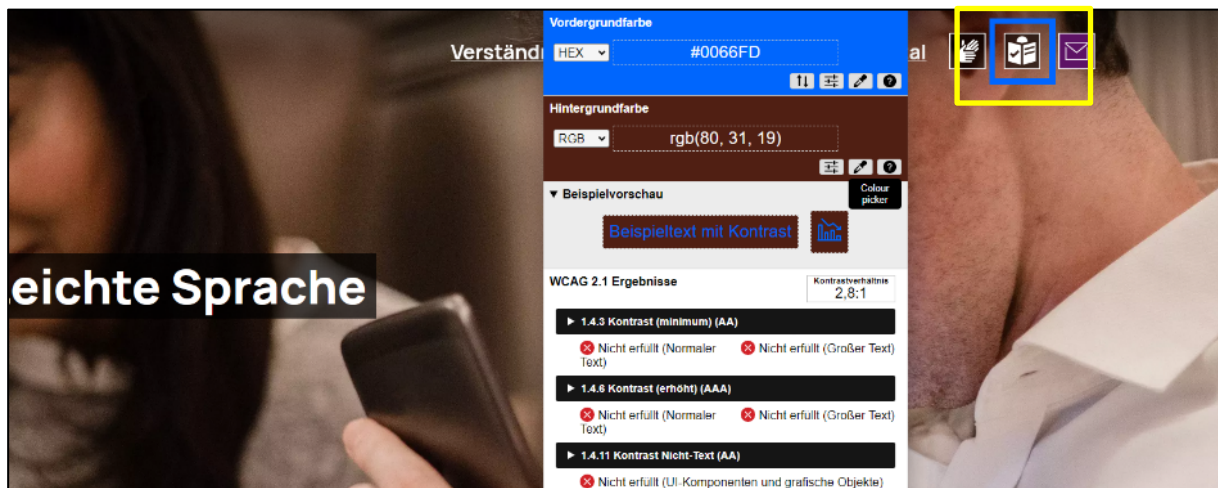 Vordergrundfarbe
HEX
#0066FD
Hintergrundfarbe
RGB
rgb(80, 31, 19)
Colour
picker
▼ Beispielvorschau
Beispieltext mit Kontrast
eichte Sprache
WCAG 2.1 Ergebnisse
Kontrastverhältnis
2,8:1
▶ 1.4.3 Kontrast (minimum) (AA)
Nicht erfüllt (Normaler
Text)
Nicht erfüllt (Großer Text)
▶ 1.4.6 Kontrast (erhöht) (AAA)
Nicht erfüllt (Normaler
Text)
Nicht erfüllt (Großer Text)
▶ 1.4.11 Kontrast Nicht-Text (AA)
Nicht erfüllt (UI-Komponenten und grafische Objekte)